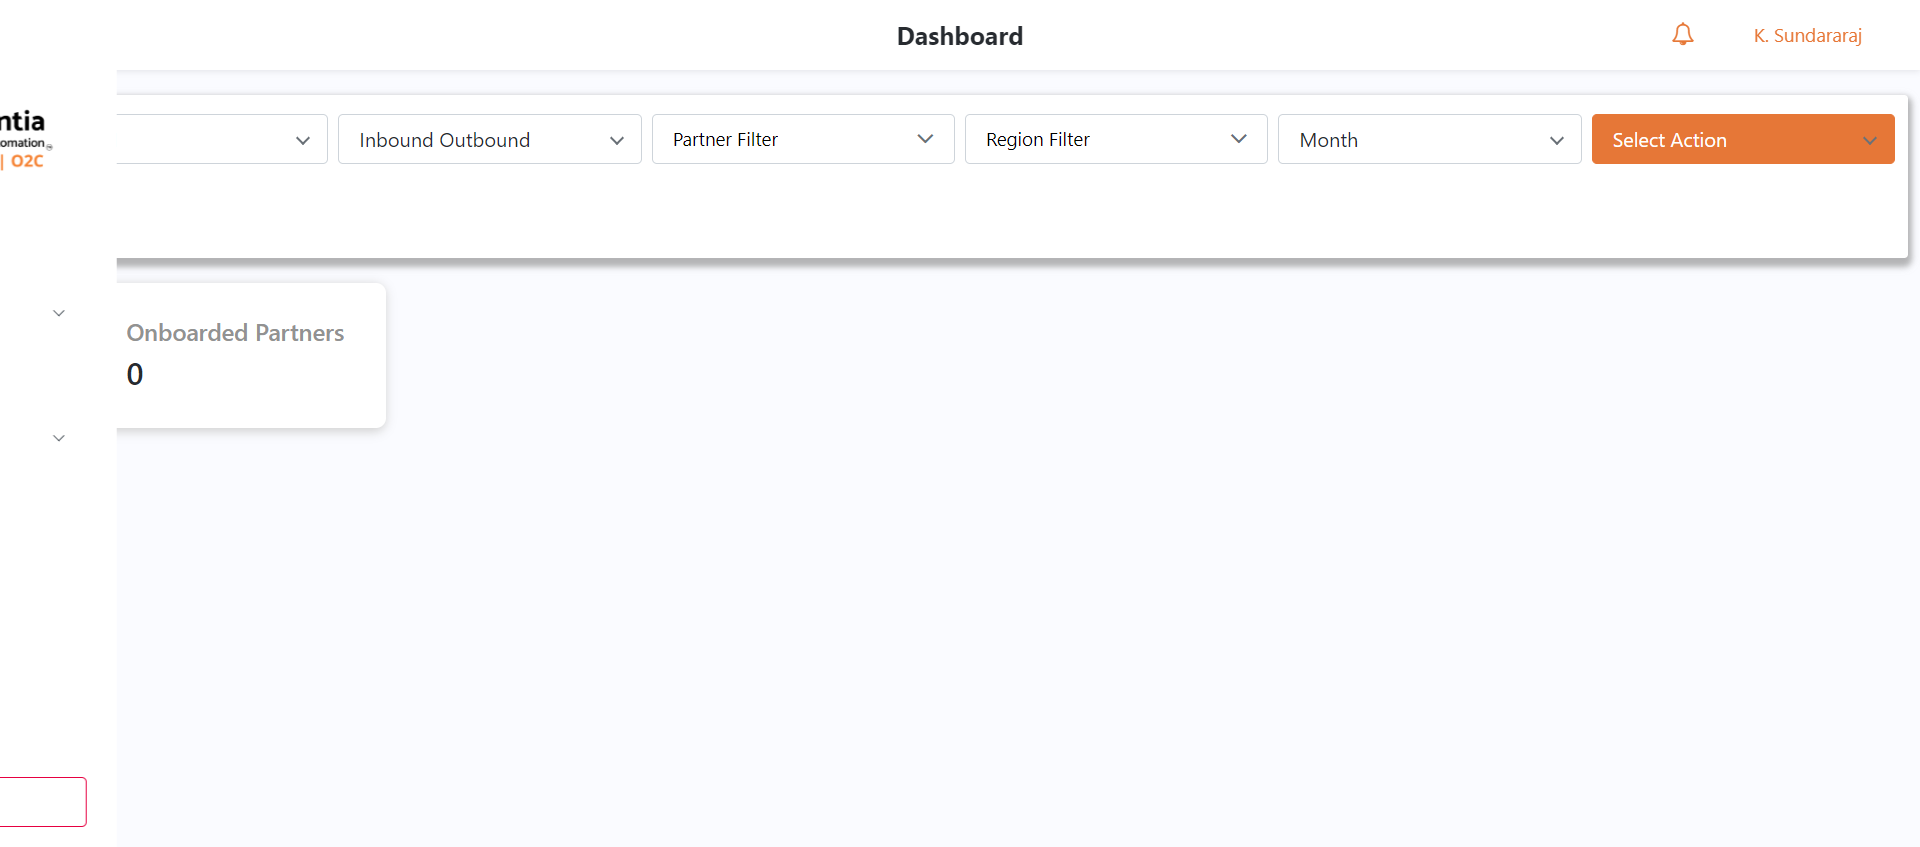 Dashboard
K. Sundararaj
ntia
omation
| O2C
Inbound Outbound
Partner Filter
Region Filter
Month
Select Action
Onboarded Partners
0